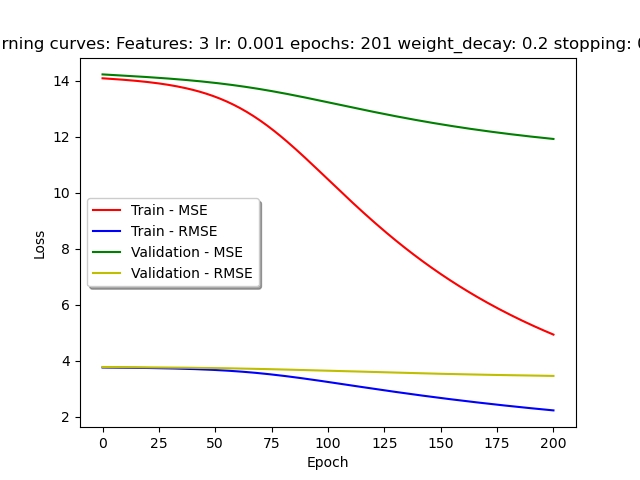 rning curves: Features: 3 lr: 0.001 epochs: 201 weight_decay: 0.2 stopping:
14
12
10
8
6
4
2
Loss
Train - MSE
Train - RMSE
Validation - MSE
Validation - RMSE
0 25 50 75 100 125 150 175 200
Epoch